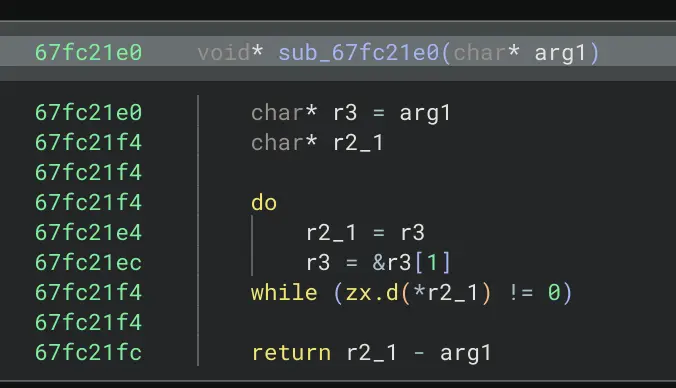 67fc21e0 void* sub_67fc21e0(char* arg1)
67fc21e0 char* r3 = arg1
67fc21f4 char* r2_1
67fc21f4
67fc21f4 do
67fc21e4 r2_1 = r3
67fc21ec r3 = &r3[1]
67fc21f4 while (zx.d(*r2_1) != 0)
67fc21f4
67fc21fc return r2_1 - arg1